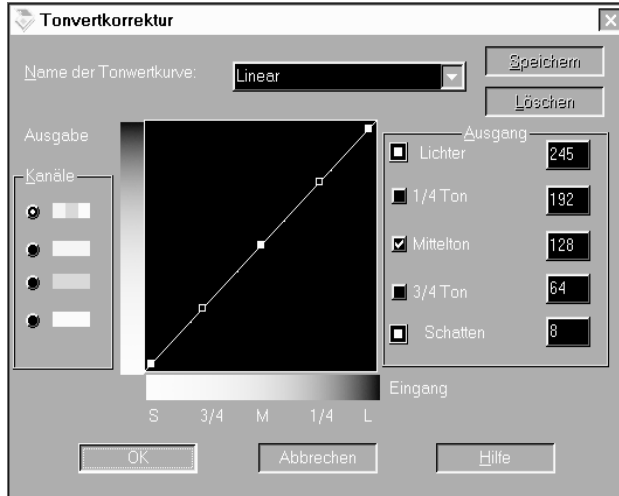 Tonvertkorrektur
Name der Tonwertkurve: Linear
Speichern
Löschen
Ausgabe
Ausgang
Kanäle
Lichter 245
1/4 Ton 192
Mittelton 128
3/4 Ton 64
Schatten 8
Eingang
S 3/4 M 1/4 L
OK Abbrechen Hilfe